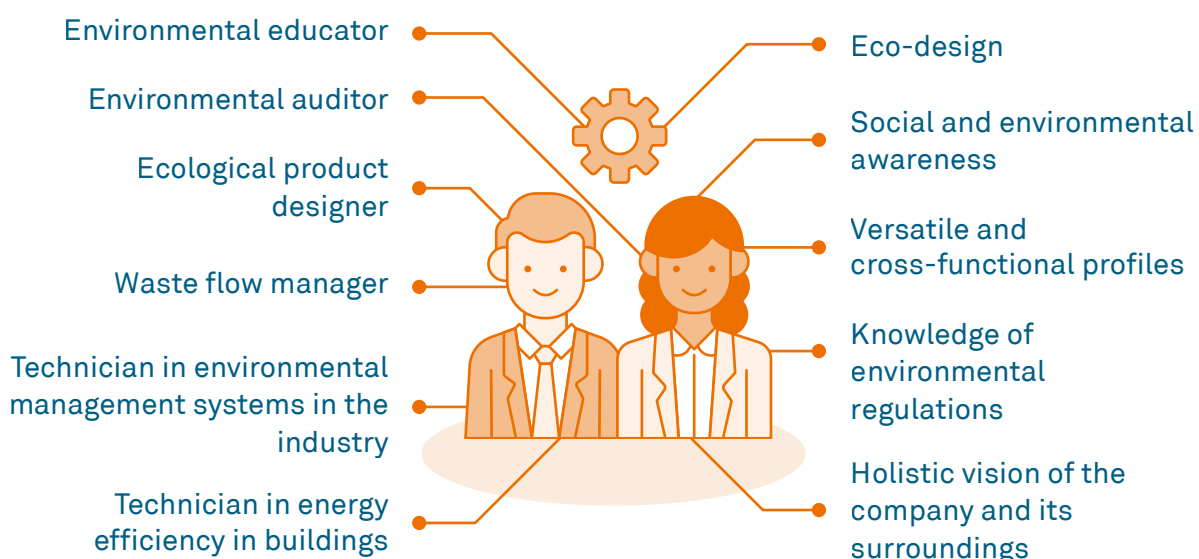 Environmental educator
Environmental auditor
Ecological product
designer
Waste flow manager
Technician in environmental
management systems in the
industry
Technician in energy
efficiency in buildings
Eco-design
Social and environmental
awareness
Versatile and
cross-functional profiles
Knowledge of
environmental
regulations
Holistic vision of the
company and its
surroundings